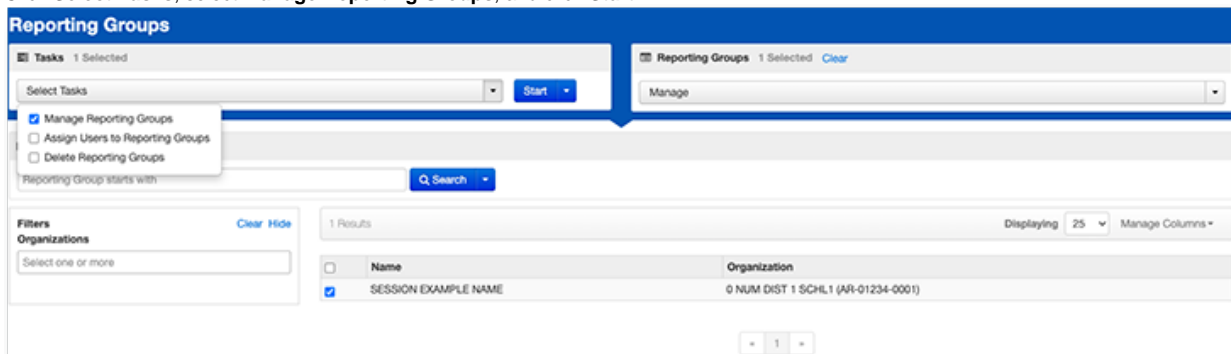 Reporting Groups
Tasks 1 Selected
Reporting Groups 1 Selected Clear
Select Tasks
Start
Manage
Manage Reporting Groups
Assign Users to Reporting Groups
Delete Reporting Groups
Reporting Group starts with
Search
Filters
Clear Hide
Organizations
Select one or more
1 Results
Displaying 25 Manage Columns
Name
Organization
SESSION EXAMPLE NAME
0 NUM DIST 1 SCHL1 (AR-01234-0001)
« 1 »